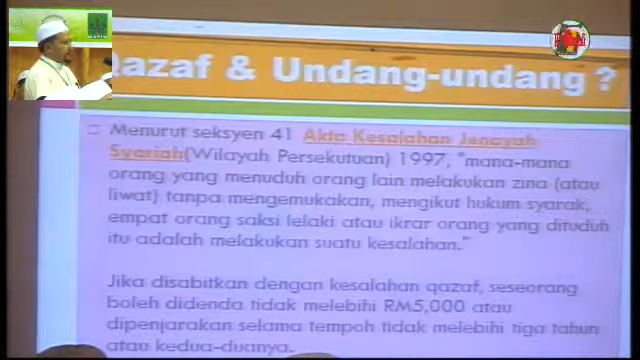 Qazaf & Undang-undang ?
Menurut seksyen 41 Akta Kesalahan Jenayah
Syariah(Wilayah Persekutuan) 1997, "mana-mana
orang yang menuduh orang lain melakukan zina (atau
liwat) tanpa mengemukakan, mengikut hukum syarak,
empat orang saksi lelaki atau ikrar orang yang dituduh
itu adalah melakukan suatu kesalahan."
Jika disabitkan dengan kesalahan qazaf, seseorang
boleh didenda tidak melebihi RM5,000 atau
dipenjarakan selama tempoh tidak melebihi tiga tahun
atau kedua-duanya.